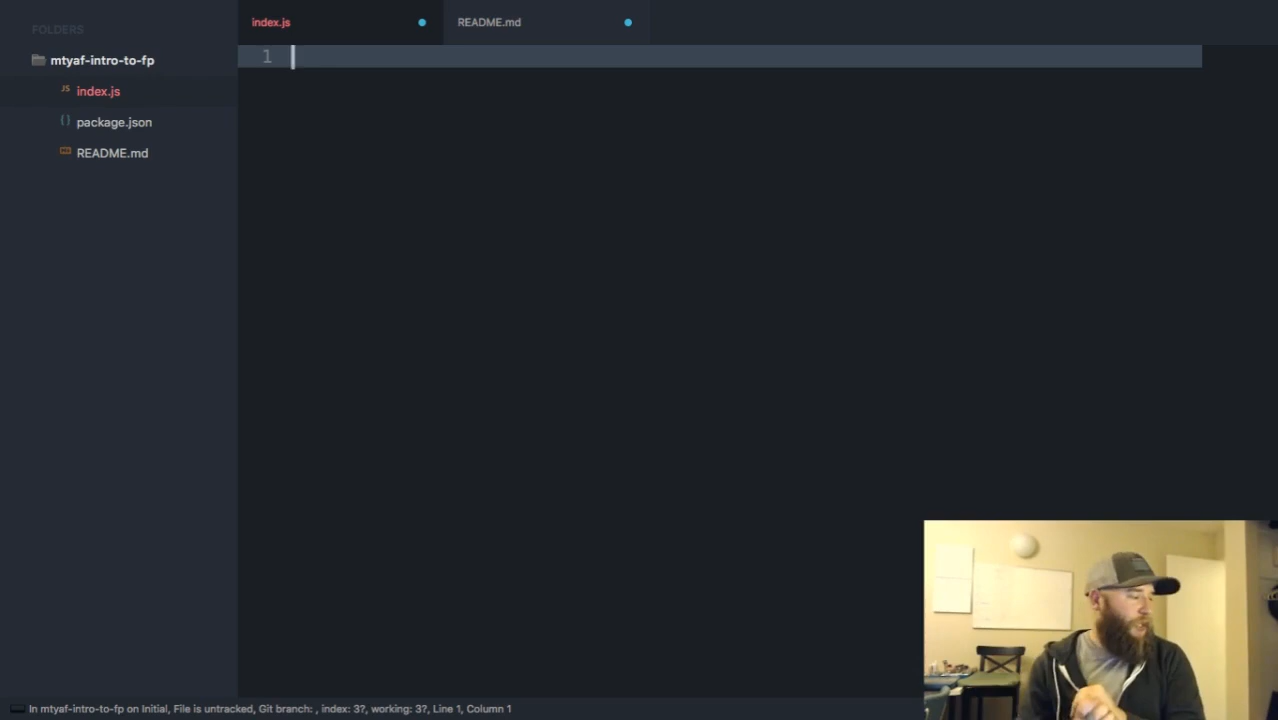 FOLDERS
mtyaf-intro-to-fp
JS index.js
{} package.json
README.md
index.js
README.md
1
In mtyaf-intro-to-fp on Initial, File is untracked, Git branch: , index: 3?, working: 3?, Line 1, Column 1